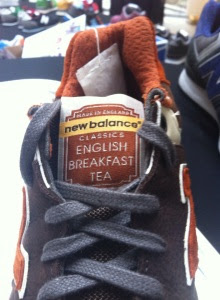 MADE IN ENGLAND
new balance
CLASSICS
ENGLISH
BREAKFAST
TEA